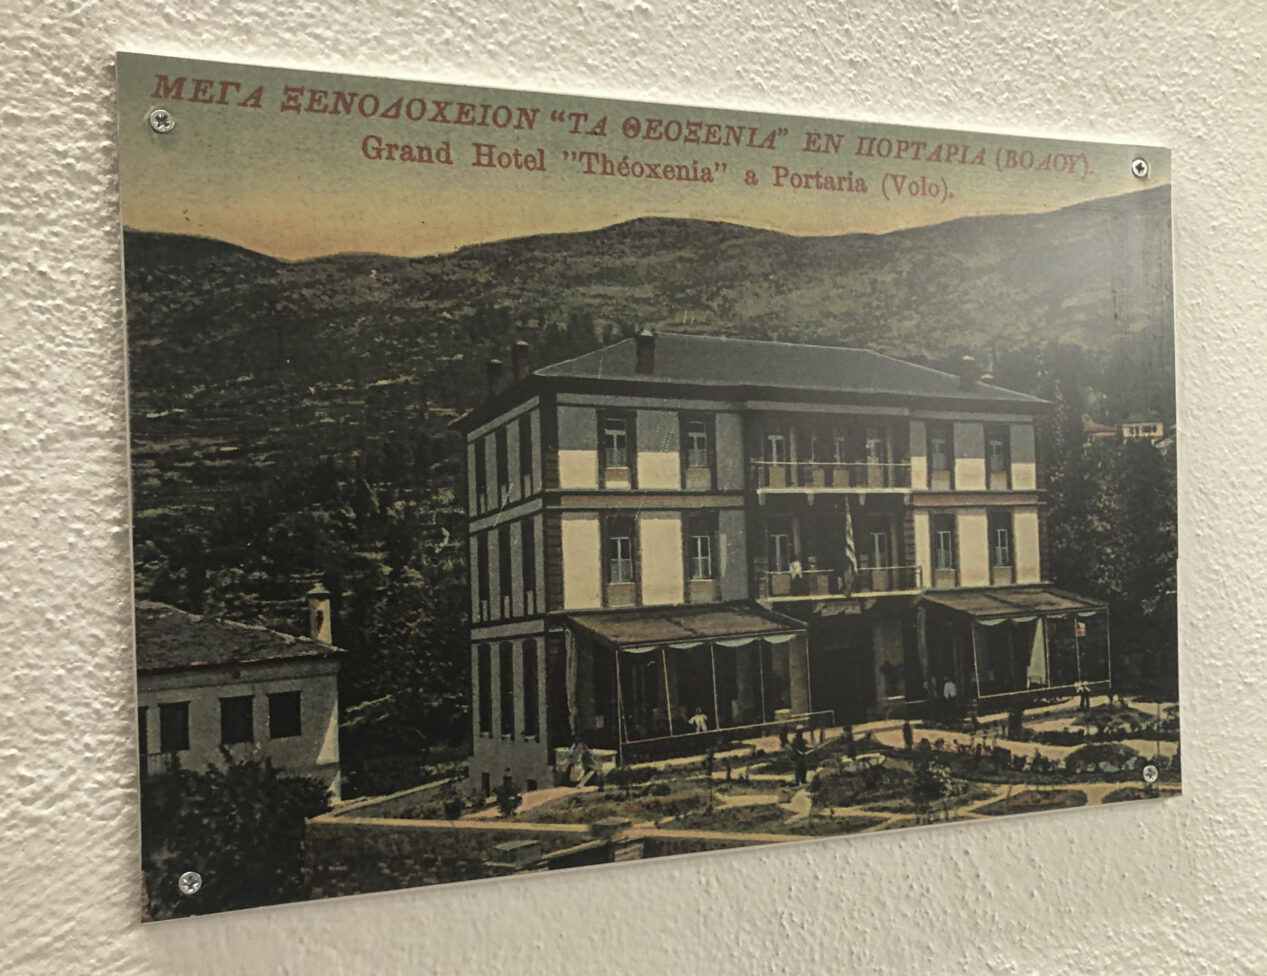 ΜΕΓΑ ΞΕΝΟΔΟΧΕΙΟΝ “ΤΑ ΘΕΟΞΕΝΙΑ” ΕΝ ΠΟΡΤΑΡΙΑ (ΒΟΛΟΥ).
Grand Hotel ”Théoxenia” a Portaria (Volo).